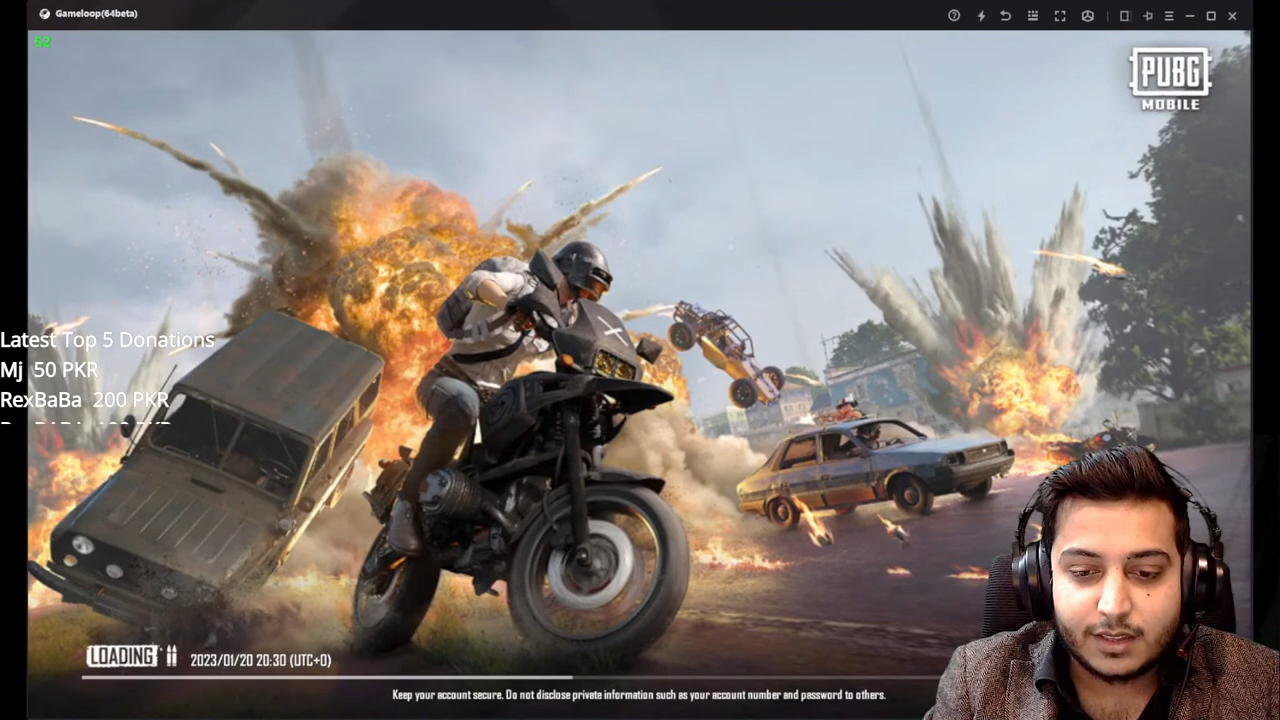 Gameloop(64beta)
52
PUBG
MOBILE
Latest Top 5 Donations
Mj 50 PKR
RexBaBa 200 PKR
LOADING
2023/01/20 20:30 (UTC+0)
Keep your account secure. Do not disclose private information such as your account number and password to others.